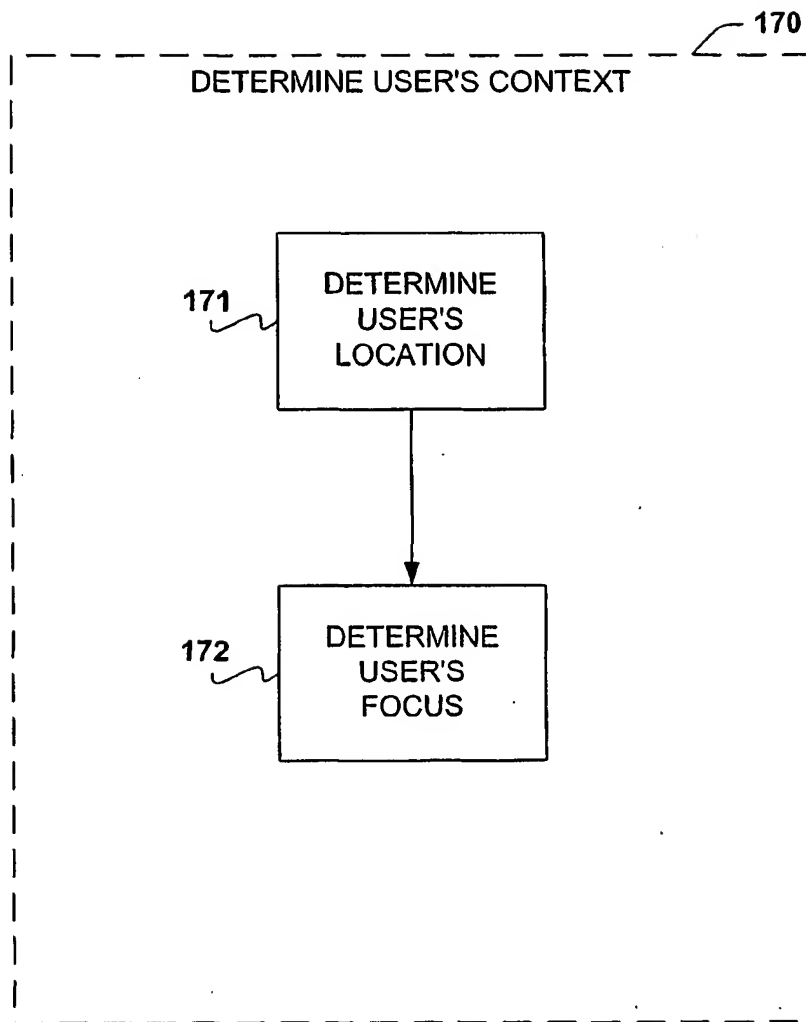 170
DETERMINE USER'S CONTEXT
171
DETERMINE
USER'S
LOCATION
172
DETERMINE
USER'S
FOCUS